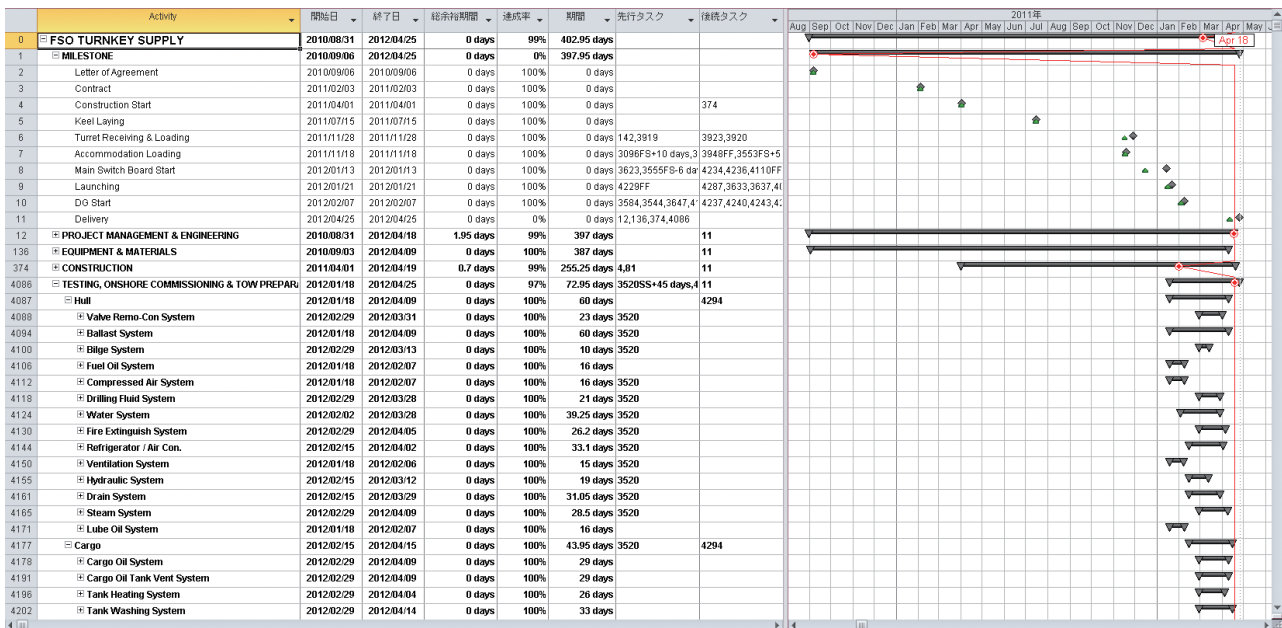 Activity 開始日 終了日 総余裕期間 達成率 期間 先行タスク 後続タスク
2011年
Aug Sep Oct Nov Dec Jan Feb Mar Apr May Jun Jul Aug Sep Oct Nov Dec Jan Feb Mar Apr May
0 FSO TURNKEY SUPPLY 2010/08/31 2012/04/25 0 days 99% 402.95 days
Apr 18
1 MILESTONE 2010/09/06 2012/04/25 0 days 0% 397.95 days
2 Letter of Agreement 2010/09/06 2010/09/06 0 days 100% 0 days
3 Contract 2011/02/03 2011/02/03 0 days 100% 0 days
4 Construction Start 2011/04/01 2011/04/01 0 days 100% 0 days 374
5 Keel Laying 2011/07/15 2011/07/15 0 days 100% 0 days
6 Turret Receiving & Loading 2011/11/28 2011/11/28 0 days 100% 0 days 142,3919 3923,3920
7 Accommodation Loading 2011/11/18 2011/11/18 0 days 100% 0 days 3096FS+10 days,3 3948FF,3553FS+5
8 Main Switch Board Start 2012/01/13 2012/01/13 0 days 100% 0 days 3623,3555FS-6 da 4234,4236,4110FF
9 Launching 2012/01/21 2012/01/21 0 days 100% 0 days 4229FF 4287,3633,3637,4(
10 DG Start 2012/02/07 2012/02/07 0 days 100% 0 days 3584,3544,3647,4 4237,4240,4243,4
11 Delivery 2012/04/25 2012/04/25 0 days 0% 0 days 12,136,374,4086
12 PROJECT MANAGEMENT & ENGINEERING 2010/08/31 2012/04/18 1.95 days 99% 397 days 11
136 EQUIPMENT & MATERIALS 2010/09/03 2012/04/09 0 days 100% 387 days 11
374 CONSTRUCTION 2011/04/01 2012/04/19 0.7 days 99% 255.25 days 4,81 11
4086 TESTING, ONSHORE COMMISSIONING & TOW PREPAR 2012/01/18 2012/04/25 0 days 97% 72.95 days 3520SS+45 days,4 11
4087 Hull 2012/01/18 2012/04/09 0 days 100% 60 days 4294
4088 Valve Remo-Con System 2012/02/29 2012/03/31 0 days 100% 23 days 3520
4094 Ballast System 2012/01/18 2012/04/09 0 days 100% 60 days 3520
4100 Bilge System 2012/02/29 2012/03/13 0 days 100% 10 days 3520
4106 Fuel Oil System 2012/01/18 2012/02/07 0 days 100% 16 days
4112 Compressed Air System 2012/01/18 2012/02/07 0 days 100% 16 days 3520
4118 Drilling Fluid System 2012/02/29 2012/03/28 0 days 100% 21 days 3520
4124 Water System 2012/02/02 2012/03/28 0 days 100% 39.25 days 3520
4130 Fire Extinguish System 2012/02/29 2012/04/05 0 days 100% 26.2 days 3520
4144 Refrigerator / Air Con. 2012/02/15 2012/04/02 0 days 100% 33.1 days 3520
4150 Ventilation System 2012/01/18 2012/02/06 0 days 100% 15 days 3520
4155 Hydraulic System 2012/02/15 2012/03/12 0 days 100% 19 days 3520
4161 Drain System 2012/02/15 2012/03/29 0 days 100% 31.05 days 3520
4165 Steam System 2012/02/29 2012/04/09 0 days 100% 28.5 days 3520
4171 Lube Oil System 2012/01/18 2012/02/07 0 days 100% 16 days
4177 Cargo 2012/02/15 2012/04/15 0 days 100% 43.95 days 3520 4294
4178 Cargo Oil System 2012/02/29 2012/04/09 0 days 100% 29 days
4191 Cargo Oil Tank Vent System 2012/02/29 2012/04/09 0 days 100% 29 days
4196 Tank Heating System 2012/02/29 2012/04/04 0 days 100% 26 days
4202 Tank Washing System 2012/02/29 2012/04/14 0 days 100% 33 days